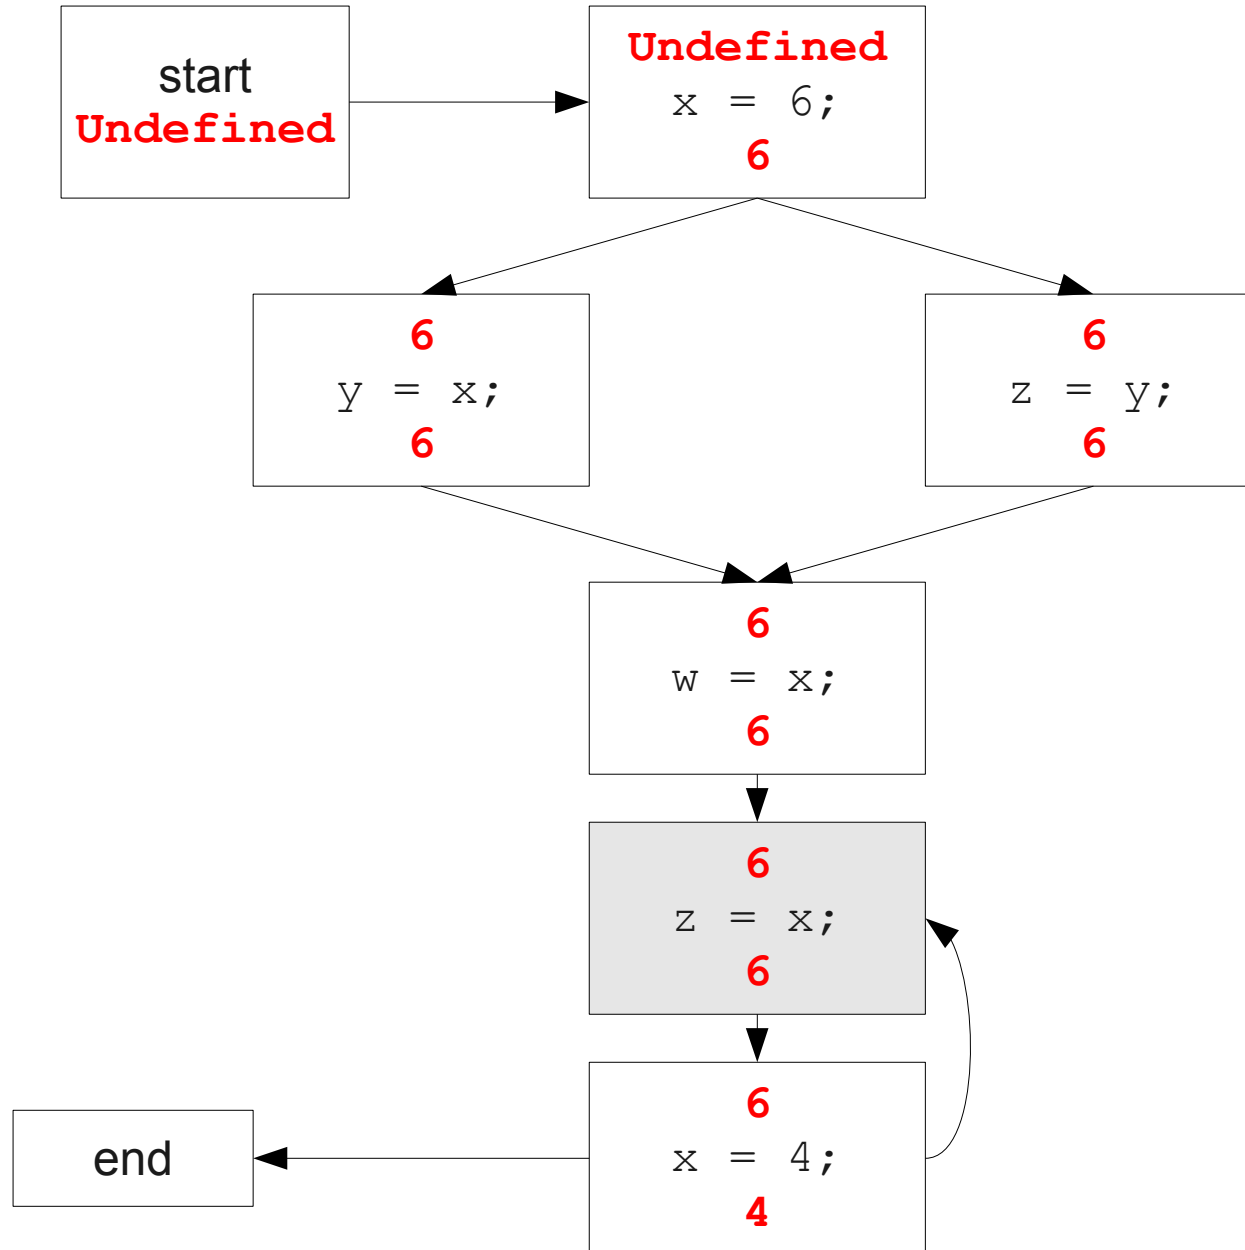 start
Undefined
Undefined
x = 6;
6
6
y = x;
6
6
z = y;
6
6
w = x;
6
6
z = x;
6
6
x = 4;
4
end